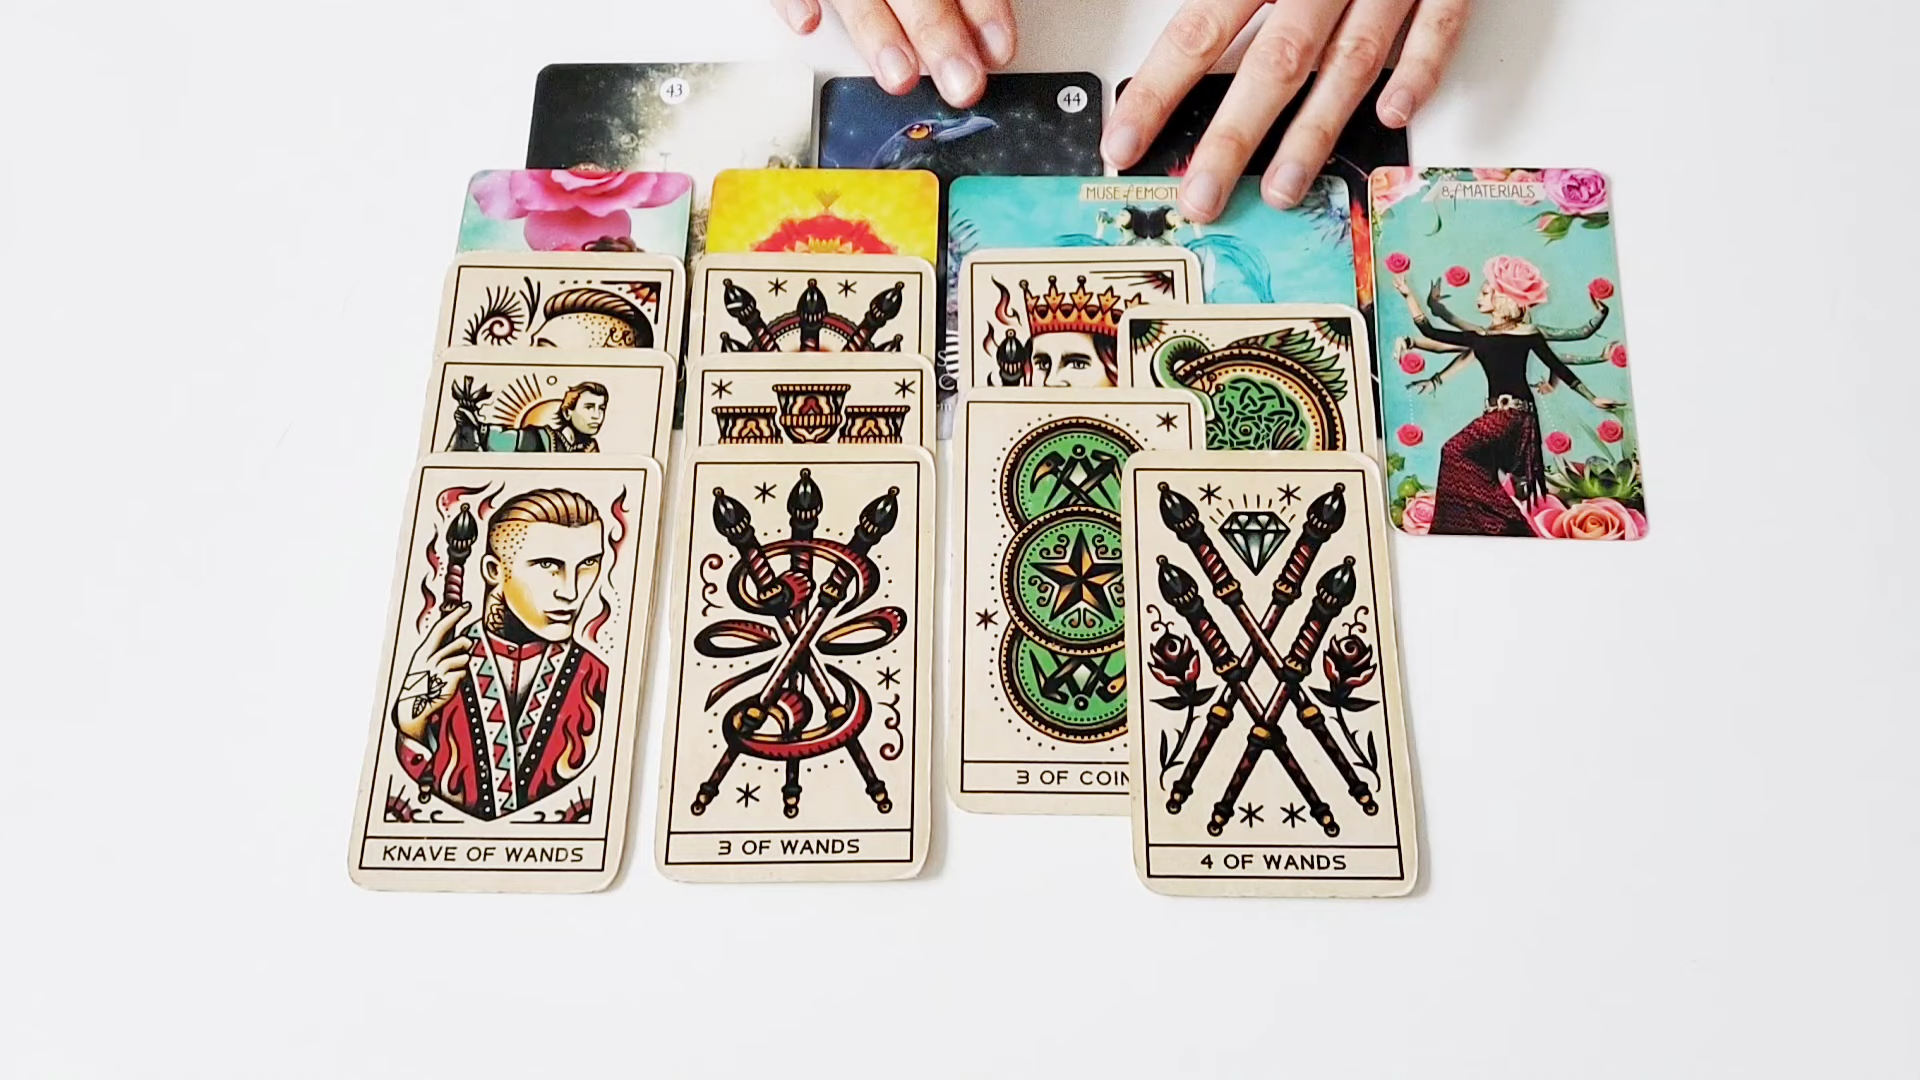 43
44
MUSE of EMOTI
8 of MATERIALS
3 OF COIN
KNAVE OF WANDS
3 OF WANDS
4 OF WANDS